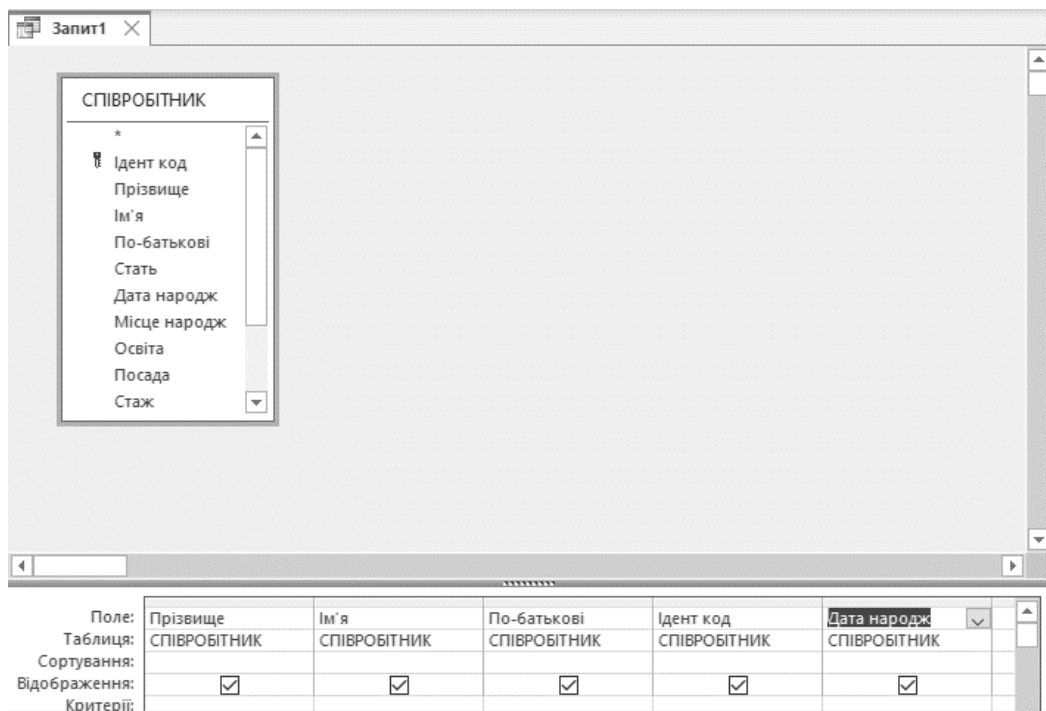 Запит1
СПІВРОБІТНИК
*
Ідент код
Прізвище
Ім`я
По-батькові
Стать
Дата народж
Місце народж
Освіта
Посада
Стаж
Поле: Прізвище Ім`я По-батькові Ідент код Дата народж
Таблиця: СПІВРОБІТНИК СПІВРОБІТНИК СПІВРОБІТНИК СПІВРОБІТНИК СПІВРОБІТНИК
Сортування:
Відображення:
Критерії: